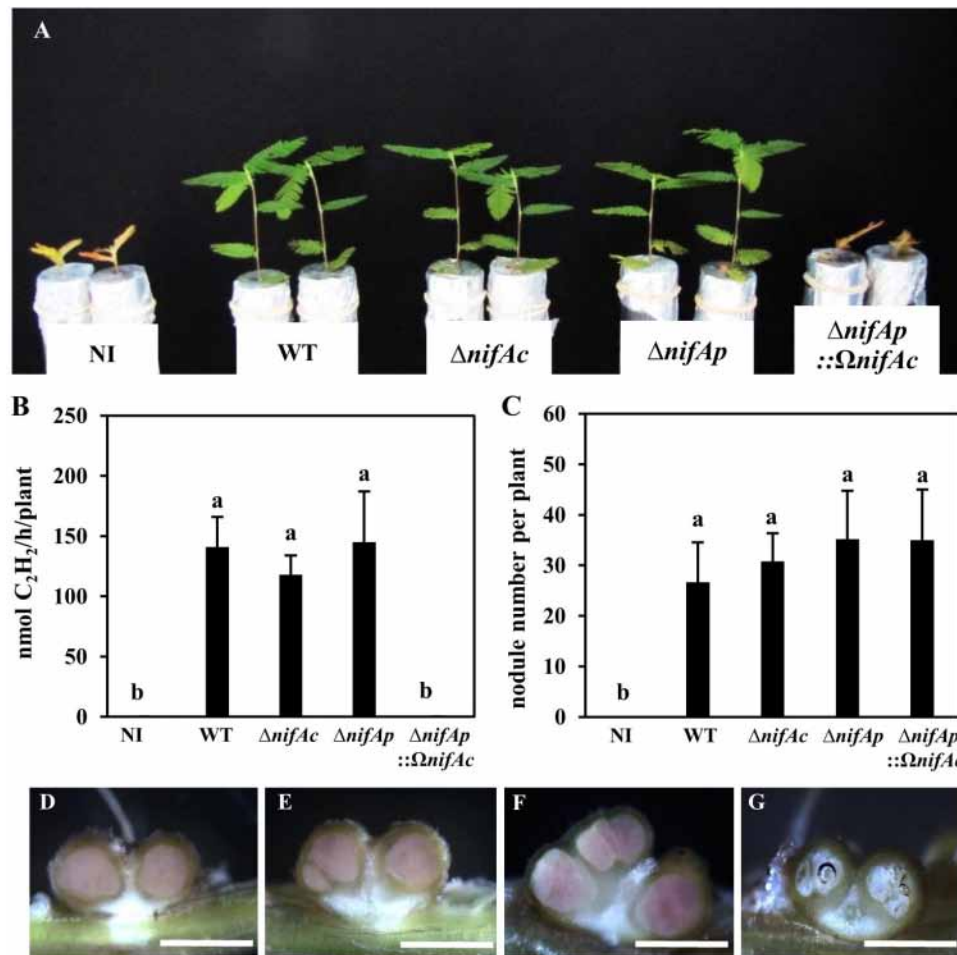 A
NI
WT
ΔnifAc
ΔnifAp
ΔnifAp
::ΩnifAc
B
250
200
150
100
50
0
nmol C₂H₂/h/plant
a
a
a
b
b
NI
WT
ΔnifAc
ΔnifAp
ΔnifAp
::ΩnifAc
C
60
50
40
30
20
10
0
nodule number per plant
a
a
a
a
b
NI
WT
ΔnifAc
ΔnifAp
ΔnifAp
::ΩnifAc
D
E
F
G